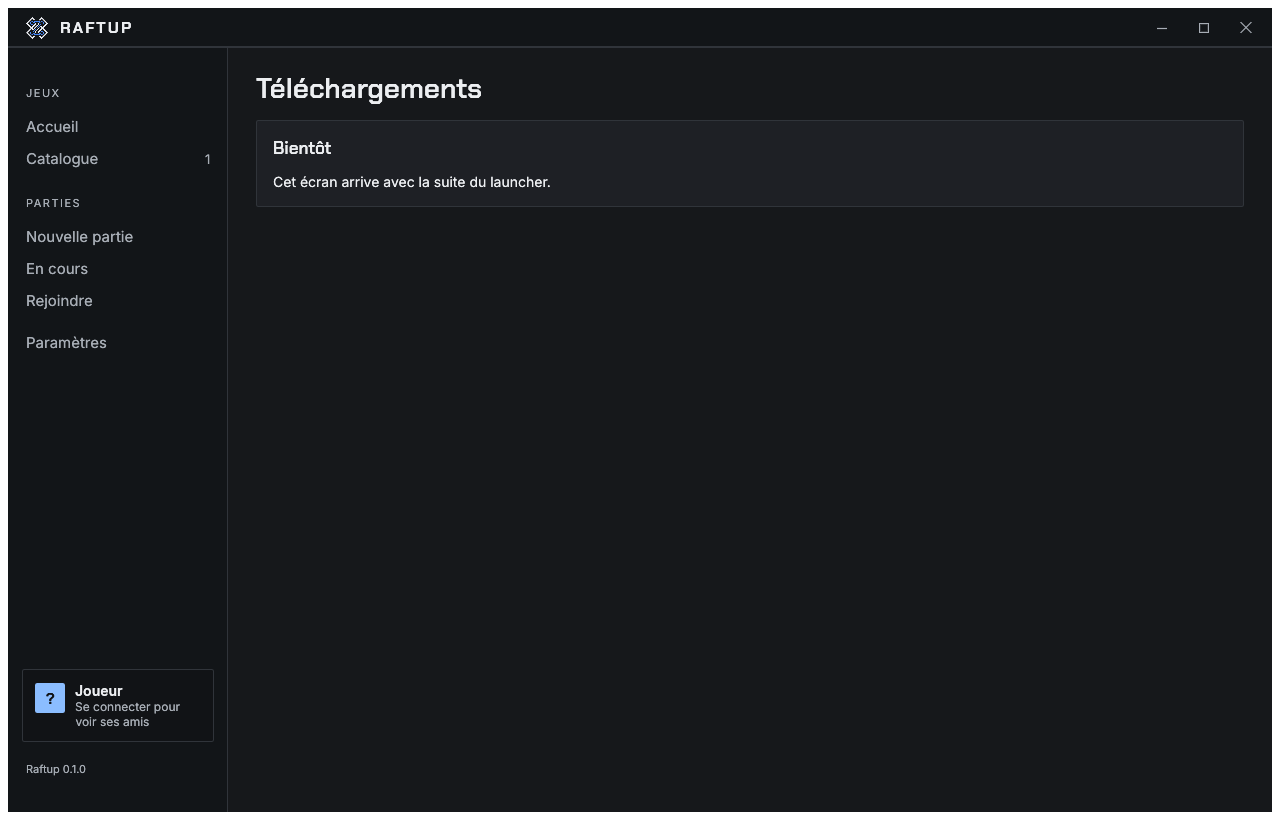 RAFTUP
JEUX
Accueil
Catalogue 1
PARTIES
Nouvelle partie
En cours
Rejoindre
Paramètres
? Joueur
Se connecter pour
voir ses amis
Raftup 0.1.0
Téléchargements
Bientôt
Cet écran arrive avec la suite du launcher.